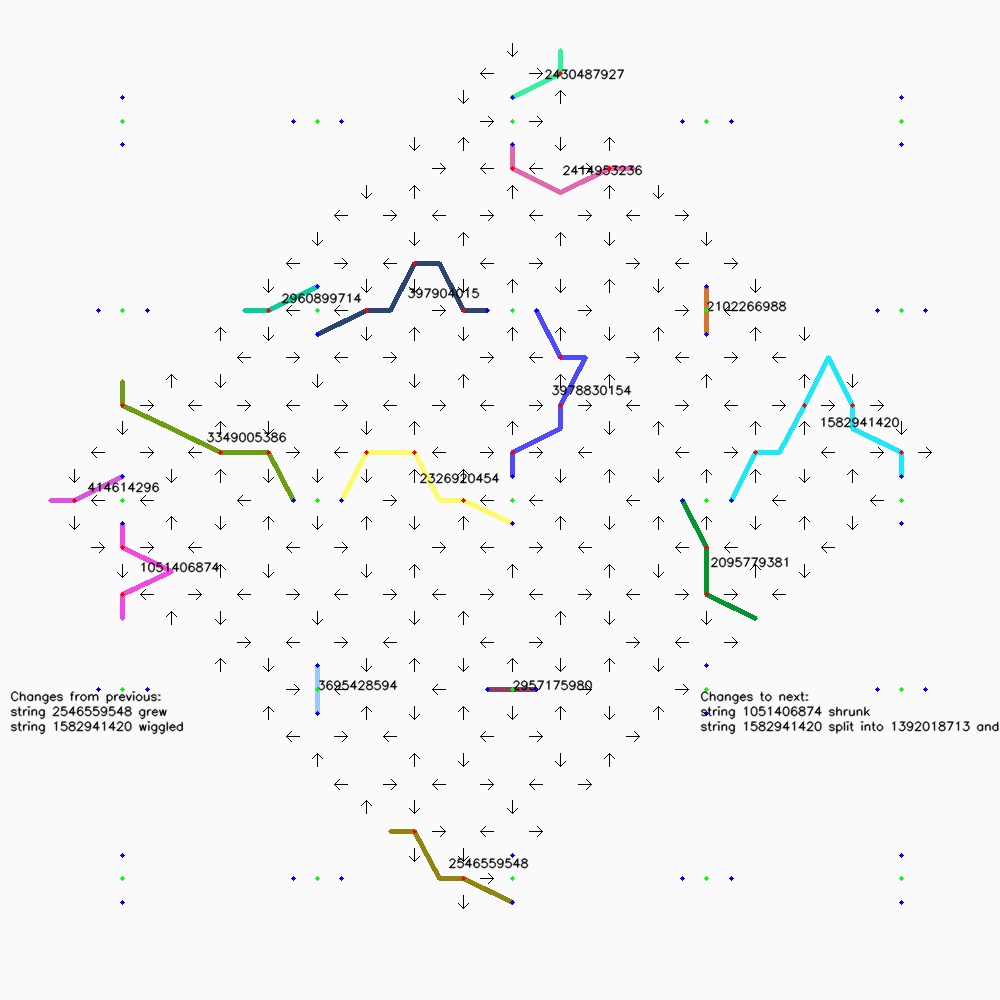 2430487927
2414953236
2960899714
397904015
2102266988
3978830154
1582941420
3349005386
2326920454
414614296
2095779381
1051406874
3695428594
2957175980
Changes from previous:
string 2546559548 grew
string 1582941420 wiggled
Changes to next:
string 1051406874 shrunk
string 1582941420 split into 1392018713 and
2546559548